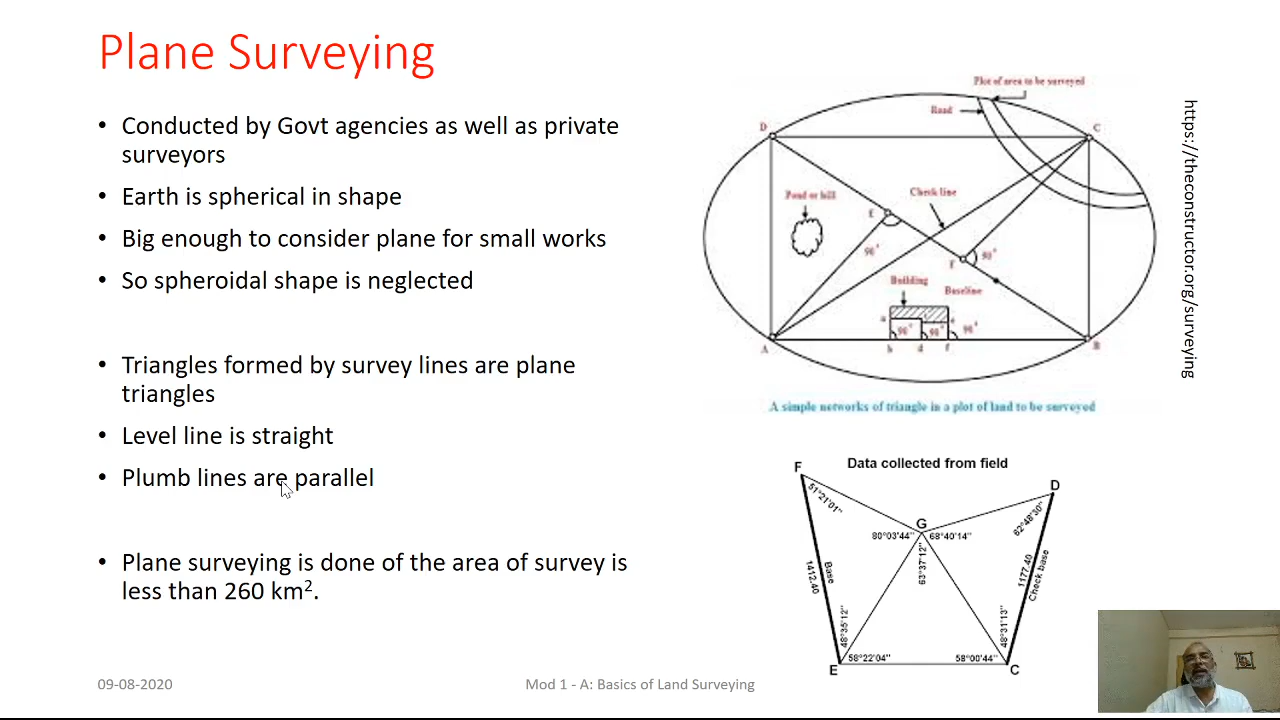 Plane Surveying
• Conducted by Govt agencies as well as private
surveyors
• Earth is spherical in shape
• Big enough to consider plane for small works
• So spheroidal shape is neglected
• Triangles formed by survey lines are plane
triangles
• Level line is straight
• Plumb lines are parallel
• Plane surveying is done of the area of survey is
less than 260 km².
Plot of area to be surveyed
Road
D
C
Pond or hill
Check line
E
90°
f
90°
Building
Baseline
a
e
90°
90°
90°
A
b
d
f
B
A simple networks of triangle in a plot of land to be surveyed
https://theconstructor.org/surveying
Data collected from field
F
D
51°21'01"
62°48'30"
G
80°03'44"
68°40'14"
63°37'12"
Base
1412.40
1177.40
Check base
48°35'12"
48°31'13"
58°22'04"
58°00'44"
E
C
09-08-2020
Mod 1 - A: Basics of Land Surveying